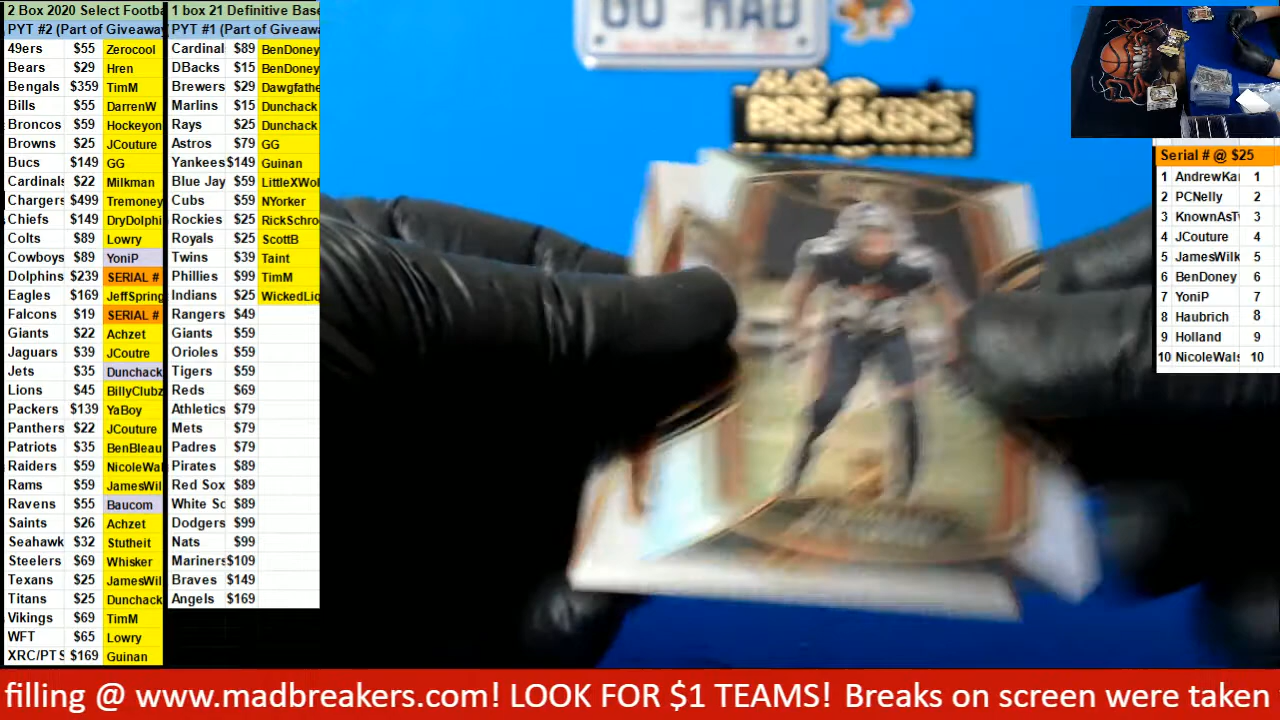 2 Box 2020 Select Footba
PYT #2 (Part of Giveaway
49ers $55 Zerocool
Bears $29 Hren
Bengals $359 TimM
Bills $55 DarrenW
Broncos $59 Hockeyon
Browns $25 JCouture
Bucs $149 GG
Cardinals $22 Milkman
Chargers $499 Tremoney
Chiefs $149 DryDolphi
Colts $89 Lowry
Cowboys $89 YoniP
Dolphins $239 SERIAL #
Eagles $169 JeffSpring
Falcons $19 SERIAL #
Giants $22 Achzet
Jaguars $39 JCoutre
Jets $35 Dunchack
Lions $45 BillyClubz
Packers $139 YaBoy
Panthers $22 JCouture
Patriots $35 BenBleau
Raiders $59 NicoleWal
Rams $59 JamesWil
Ravens $55 Baucom
Saints $26 Achzet
Seahawk $32 Stutheit
Steelers $69 Whisker
Texans $25 JamesWil
Titans $25 Dunchack
Vikings $69 TimM
WFT $65 Lowry
XRC/PTS $169 Guinan
1 box 21 Definitive Base
PYT #1 (Part of Giveaw
Cardinal $89 BenDoney
DBacks $15 BenDoney
Brewers $29 Dawgfathe
Marlins $15 Dunchack
Rays $25 Dunchack
Astros $79 GG
Yankees $149 Guinan
Blue Jay $59 LittleXWol
Cubs $59 NYorker
Rockies $25 RickSchro
Royals $25 ScottB
Twins $39 Taint
Phillies $99 TimM
Indians $25 WickedLiq
Rangers $49
Giants $59
Orioles $59
Tigers $59
Reds $69
Athletics $79
Mets $79
Padres $79
Pirates $89
Red Sox $89
White Sc $89
Dodgers $99
Nats $99
Mariners $109
Braves $149
Angels $169
GO MAD
MAD
BREAKERS
Serial # @ $25
1 AndrewKar 1
2 PCNelly 2
3 KnownAsT 3
4 JCouture 4
5 JamesWilk 5
6 BenDoney 6
7 YoniP 7
8 Haubrich 8
9 Holland 9
10 NicoleWals 10
filling @ www.madbreakers.com! LOOK FOR $1 TEAMS! Breaks on screen were taken